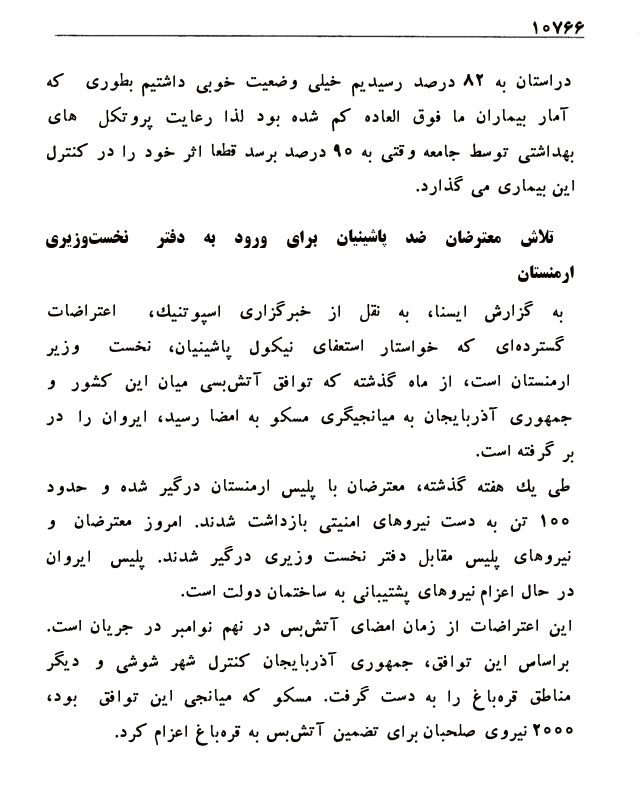 ۱۰۷۶۶
دراستان به ۸۲ درصد رسیدیم خیلی وضعیت خوبی داشتیم بطوری که
آمار بیماران ما فوق العاده کم شده بود لذا رعایت پروتکل های
بهداشتی توسط جامعه وقتی به ۹۰ درصد برسد قطعا اثر خود را در کنترل
این بیماری می گذارد.
تلاش معترضان ضد پاشینیان برای ورود به دفتر نخست‌وزیری
ارمنستان
به گزارش ایسنا، به نقل از خبرگزاری اسپوتنیك، اعتراضات
گسترده‌ای که خواستار استعفای نیکول پاشینیان، نخست وزیر
ارمنستان است، از ماه گذشته که توافق آتش‌بسی میان این کشور و
جمهوری آذربایجان به میانجیگری مسکو به امضا رسید، ایروان را در
بر گرفته است.
طی یك هفته گذشته، معترضان با پلیس ارمنستان درگیر شده و حدود
۱۰۰ تن به دست نیروهای امنیتی بازداشت شدند. امروز معترضان و
نیروهای پلیس مقابل دفتر نخست وزیری درگیر شدند. پلیس ایروان
در حال اعزام نیروهای پشتیبانی به ساختمان دولت است.
این اعتراضات از زمان امضای آتش‌بس در نهم نوامبر در جریان است.
براساس این توافق، جمهوری آذربایجان کنترل شهر شوشی و دیگر
مناطق قره‌باغ را به دست گرفت. مسکو که میانجی این توافق بود،
۲۰۰۰ نیروی صلحبان برای تضمین آتش‌بس به قره‌باغ اعزام کرد.